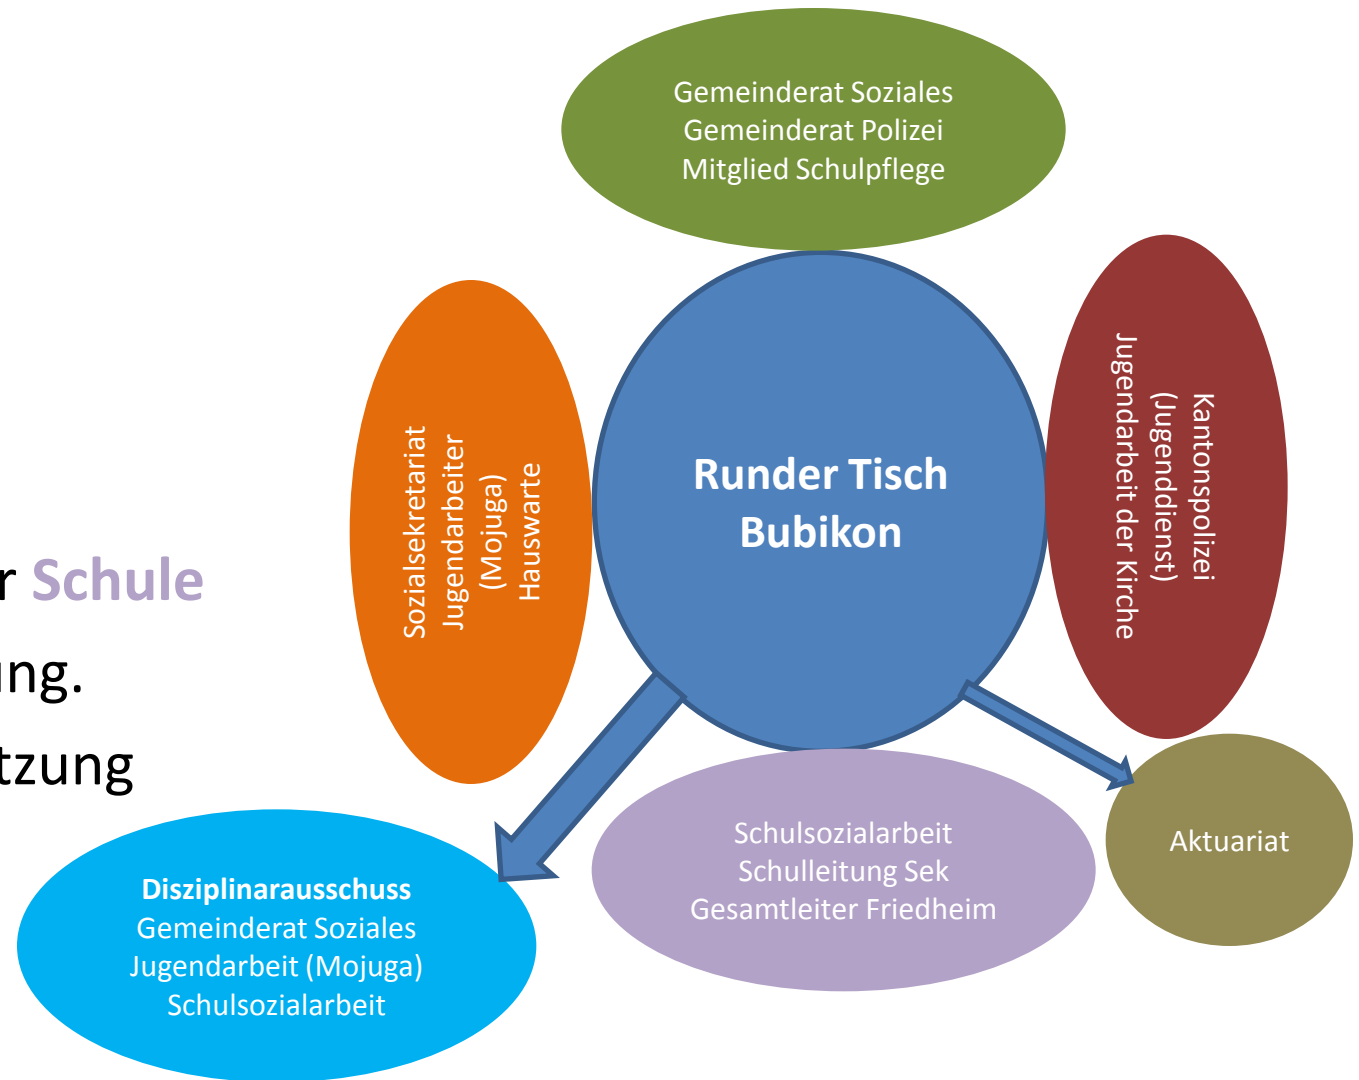 Gemeinderat Soziales
Gemeinderat Polizei
Mitglied Schulpflege
Sozialsekretariat
Jugendarbeiter
(Mojuga)
Hauswarte
Runder Tisch
Bubikon
Kantonspolizei
(Jugenddienst)
Jugendarbeit der Kirche
r Schule
ung.
tzung
Schulsozialarbeit
Schulleitung Sek
Gesamtleiter Friedheim
Aktuariat
Disziplinarausschuss
Gemeinderat Soziales
Jugendarbeit (Mojuga)
Schulsozialarbeit